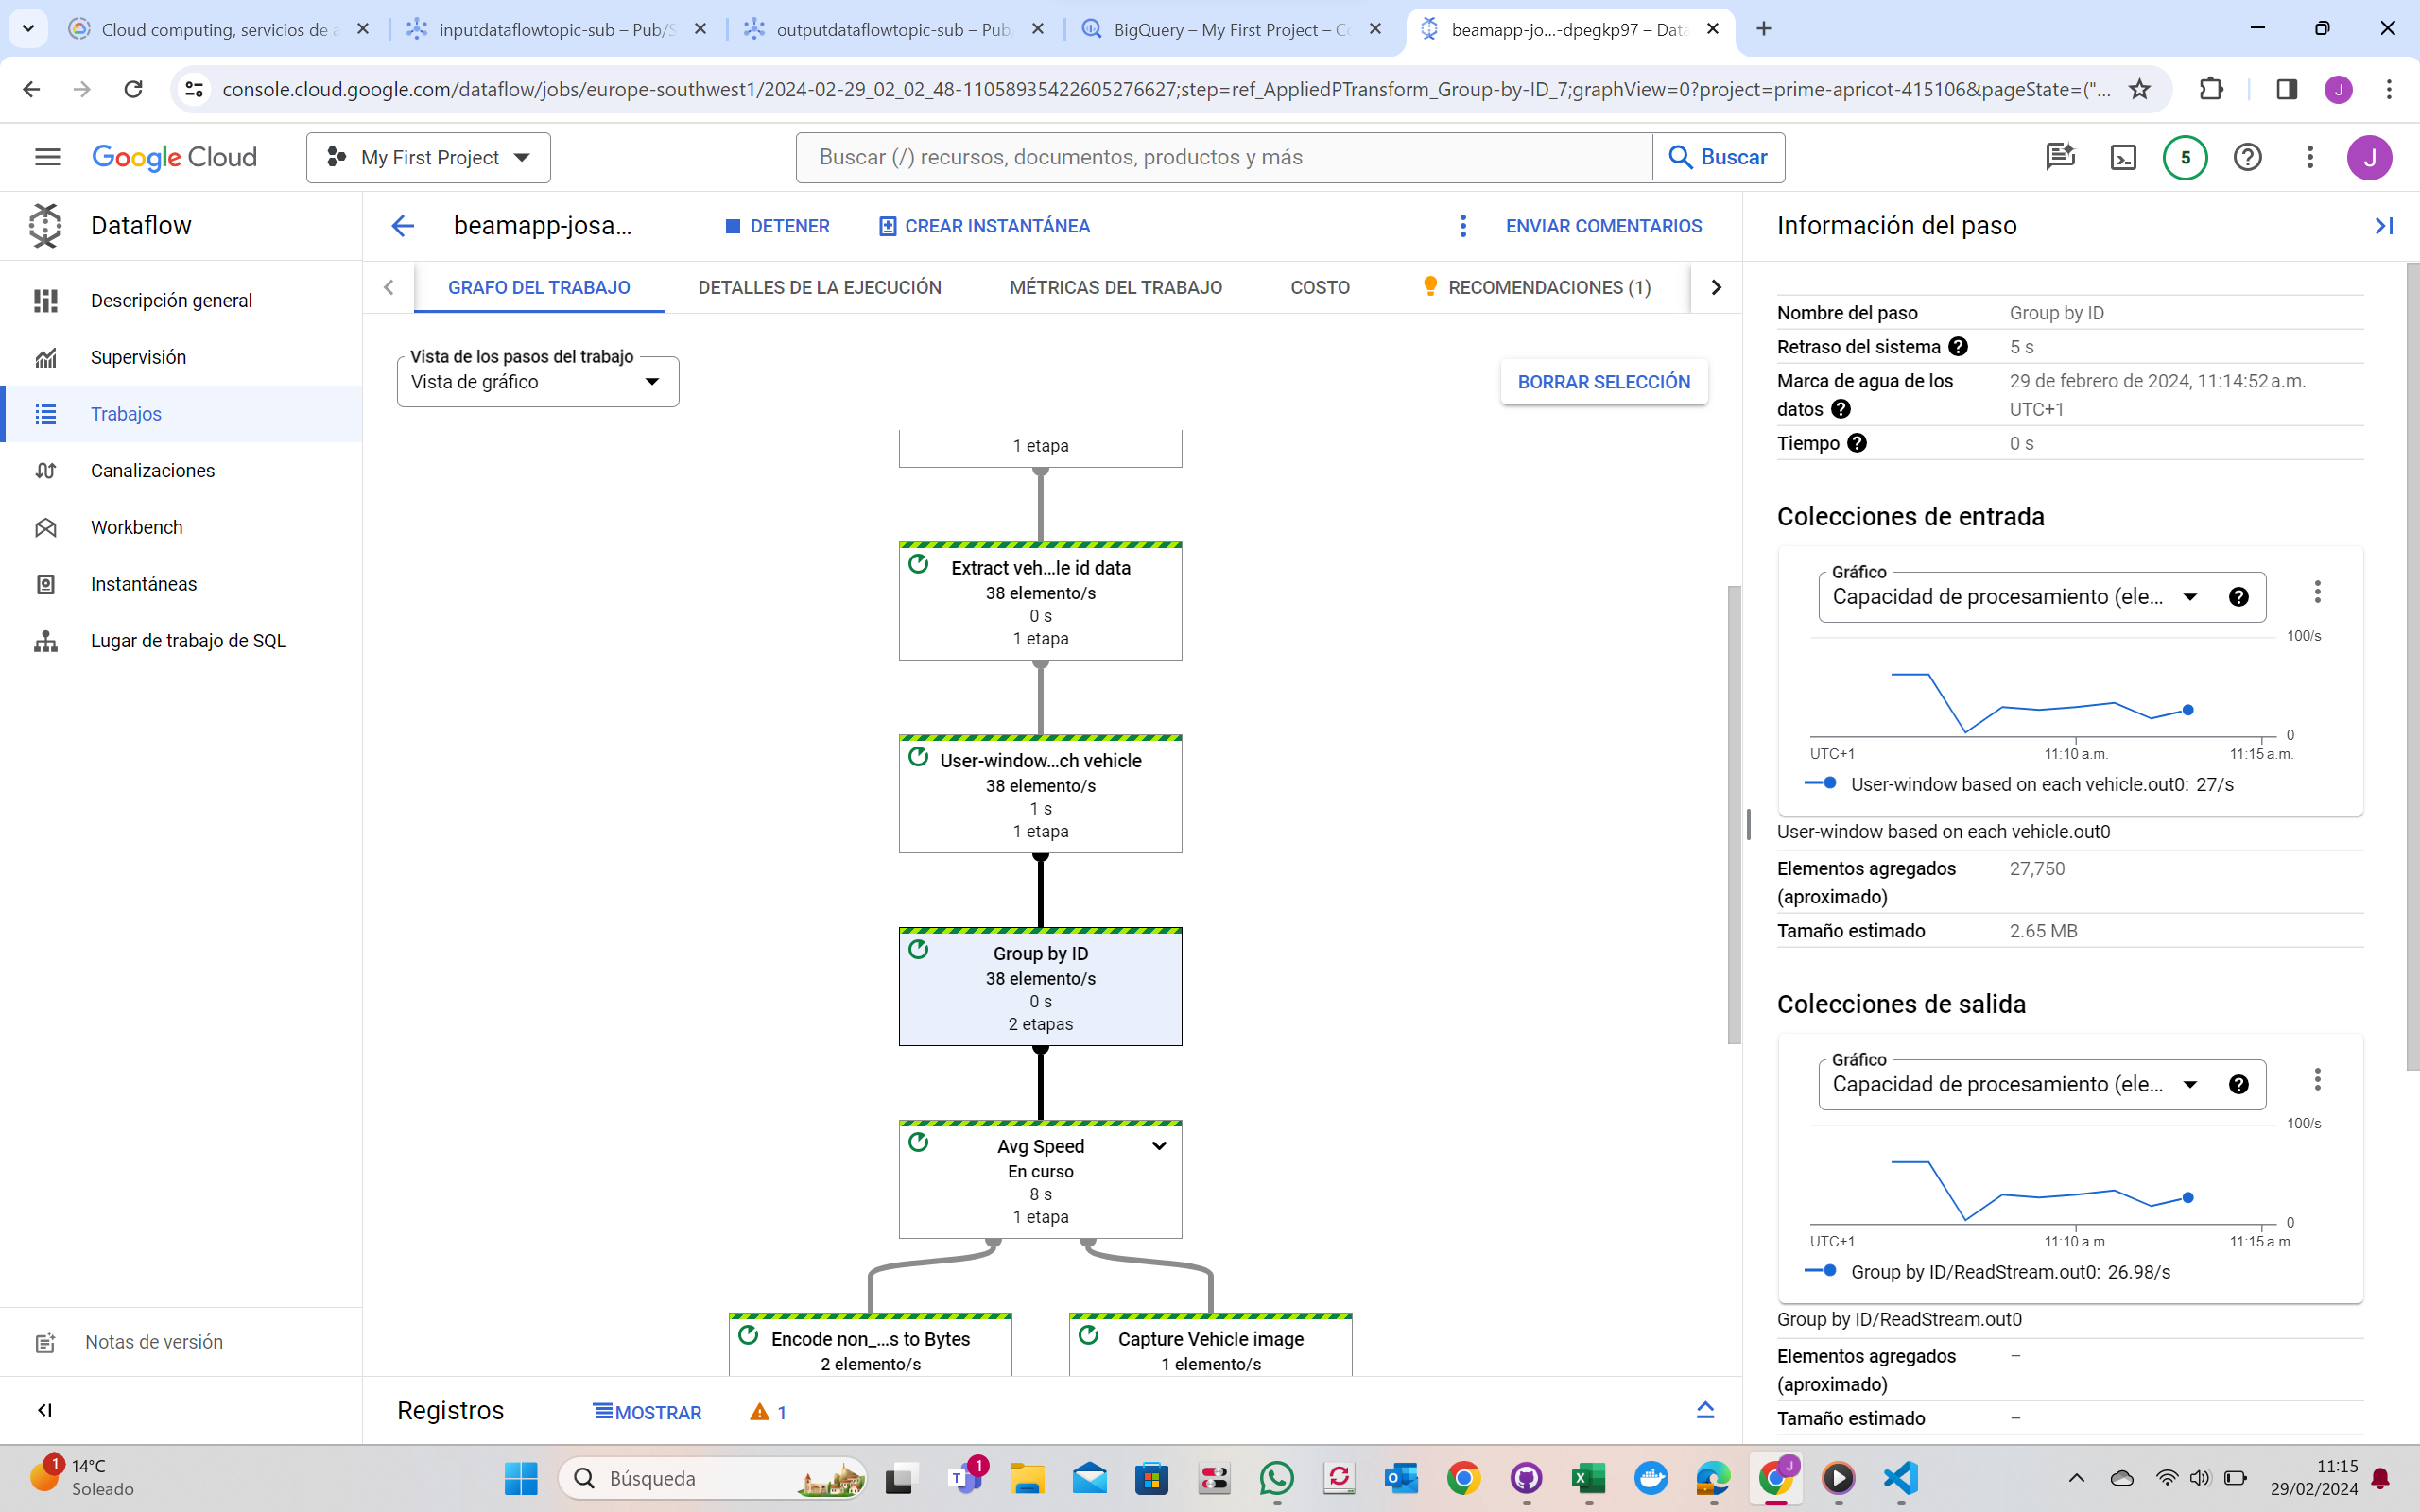 Cloud computing, servicios de a
inputdataflowtopic-sub – Pub/S
outputdataflowtopic-sub – Pub,
BigQuery – My First Project – Co
beamapp-jo...-dpegkp97 – Data
console.cloud.google.com/dataflow/jobs/europe-southwest1/2024-02-29_02_02_48-11058935422605276627;step=ref_AppliedPTransform_Group-by-ID_7;graphView=0?project=prime-apricot-415106&pageState=("...
J
Google Cloud
My First Project
Buscar (/) recursos, documentos, productos y más
Buscar
5
J
Dataflow
Descripción general
Supervisión
Trabajos
Canalizaciones
Workbench
Instantáneas
Lugar de trabajo de SQL
Notas de versión
beamapp-josa...
DETENER
CREAR INSTANTÁNEA
ENVIAR COMENTARIOS
GRAFO DEL TRABAJO
DETALLES DE LA EJECUCIÓN
MÉTRICAS DEL TRABAJO
COSTO
RECOMENDACIONES (1)
Vista de los pasos del trabajo
Vista de gráfico
BORRAR SELECCIÓN
1 etapa
Extract veh...le id data
38 elemento/s
0 s
1 etapa
User-window...ch vehicle
38 elemento/s
1 s
1 etapa
Group by ID
38 elemento/s
0 s
2 etapas
Avg Speed
En curso
8 s
1 etapa
Encode non_...s to Bytes
2 elemento/s
Capture Vehicle image
1 elemento/s
Registros
MOSTRAR
1
Información del paso
Nombre del paso Group by ID
Retraso del sistema 5 s
Marca de agua de los datos 29 de febrero de 2024, 11:14:52 a.m. UTC+1
Tiempo 0 s
Colecciones de entrada
Gráfico
Capacidad de procesamiento (ele...
100/s
0
UTC+1 11:10 a.m. 11:15 a.m.
User-window based on each vehicle.out0: 27/s
User-window based on each vehicle.out0
Elementos agregados (aproximado) 27,750
Tamaño estimado 2.65 MB
Colecciones de salida
Gráfico
Capacidad de procesamiento (ele...
100/s
0
UTC+1 11:10 a.m. 11:15 a.m.
Group by ID/ReadStream.out0: 26.98/s
Group by ID/ReadStream.out0
Elementos agregados (aproximado) –
Tamaño estimado –
1
14°C
Soleado
Búsqueda
1
11:15
29/02/2024